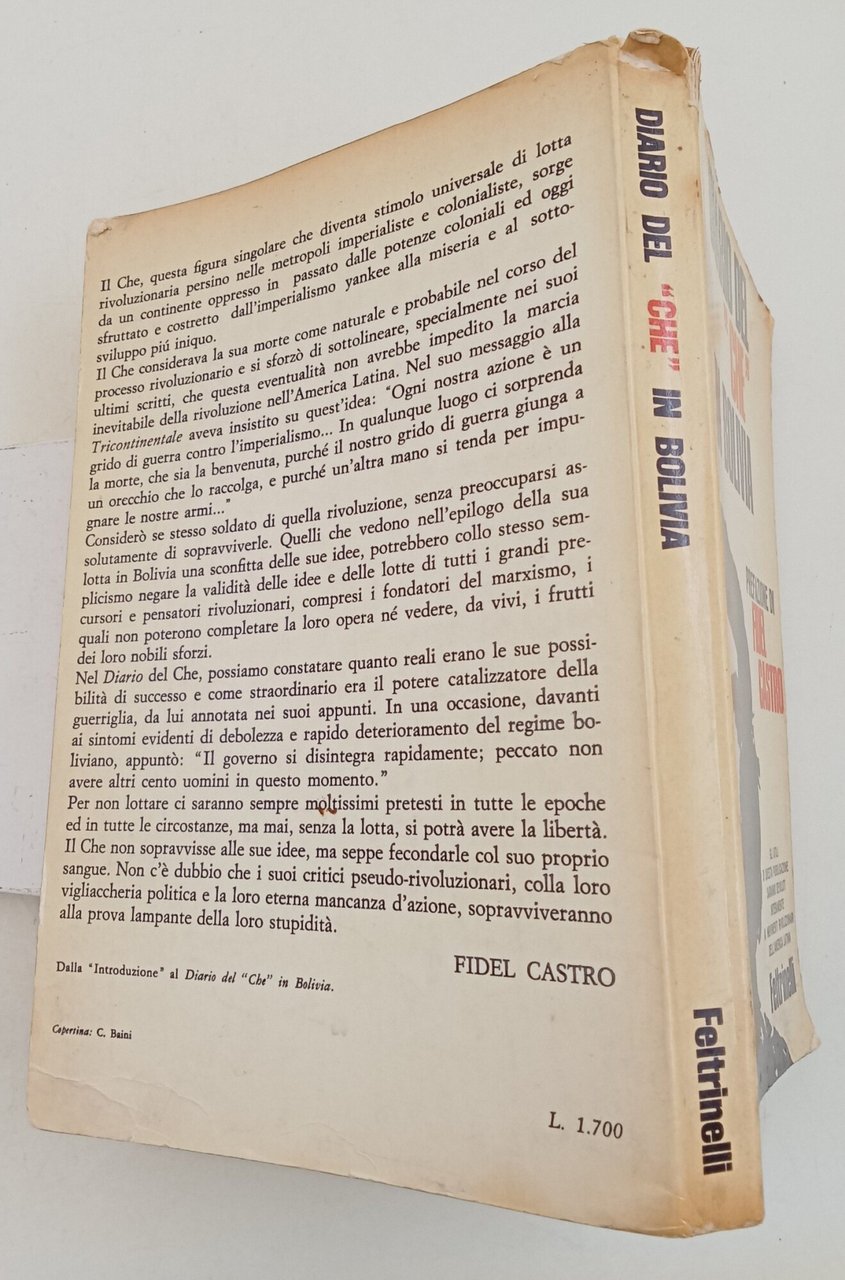 Il Che, questa figura singolare che diventa stimolo universale di lotta
rivoluzionaria persino nelle metropoli imperialiste e colonialiste, sorge
da un continente oppresso in passato dalle potenze coloniali ed oggi
sfruttato e costretto dall'imperialismo yankee alla miseria e al sotto-
sviluppo piú iniquo.
Il Che considerava la sua morte come naturale e probabile nel corso del
processo rivoluzionario e si sforzò di sottolineare, specialmente nei suoi
ultimi scritti, che questa eventualità non avrebbe impedito la marcia
inevitabile della rivoluzione nell'America Latina. Nel suo messaggio alla
Tricontinentale aveva insistito su quest'idea: "Ogni nostra azione è un
grido di guerra contro l'imperialismo... In qualunque luogo ci sorprenda
la morte, che sia la benvenuta, purché il nostro grido di guerra giunga a
un orecchio che lo raccolga, e purché un'altra mano si tenda per impu-
gnare le nostre armi..."
Considerò se stesso soldato di quella rivoluzione, senza preoccuparsi as-
solutamente di sopravviverle. Quelli che vedono nell'epilogo della sua
lotta in Bolivia una sconfitta delle sue idee, potrebbero collo stesso sem-
plicismo negare la validità delle idee e delle lotte di tutti i grandi pre-
cursori e pensatori rivoluzionari, compresi i fondatori del marxismo, i
quali non poterono completare la loro opera né vedere, da vivi, i frutti
dei loro nobili sforzi.
Nel Diario del Che, possiamo constatare quanto reali erano le sue possi-
bilità di successo e come straordinario era il potere catalizzatore della
guerriglia, da lui annotata nei suoi appunti. In una occasione, davanti
ai sintomi evidenti di debolezza e rapido deterioramento del regime bo-
liviano, appuntò: "Il governo si disintegra rapidamente; peccato non
avere altri cento uomini in questo momento."
Per non lottare ci saranno sempre moltissimi pretesti in tutte le epoche
ed in tutte le circostanze, ma mai, senza la lotta, si potrà avere la libertà.
Il Che non sopravvisse alle sue idee, ma seppe fecondarle col suo proprio
sangue. Non c'è dubbio che i suoi critici pseudo-rivoluzionari, colla loro
vigliaccheria politica e la loro eterna mancanza d'azione, sopravviveranno
alla prova lampante della loro stupidità.
FIDEL CASTRO
Dalla "Introduzione" al Diario del "Che" in Bolivia.
Copertina: C. Baini
L. 1.700
DIARIO DEL "CHE" IN BOLIVIA
Feltrinelli
PREFAZIONE DI
FIDEL
CASTRO
DELL'AMERICA LATINA
Feltrinelli